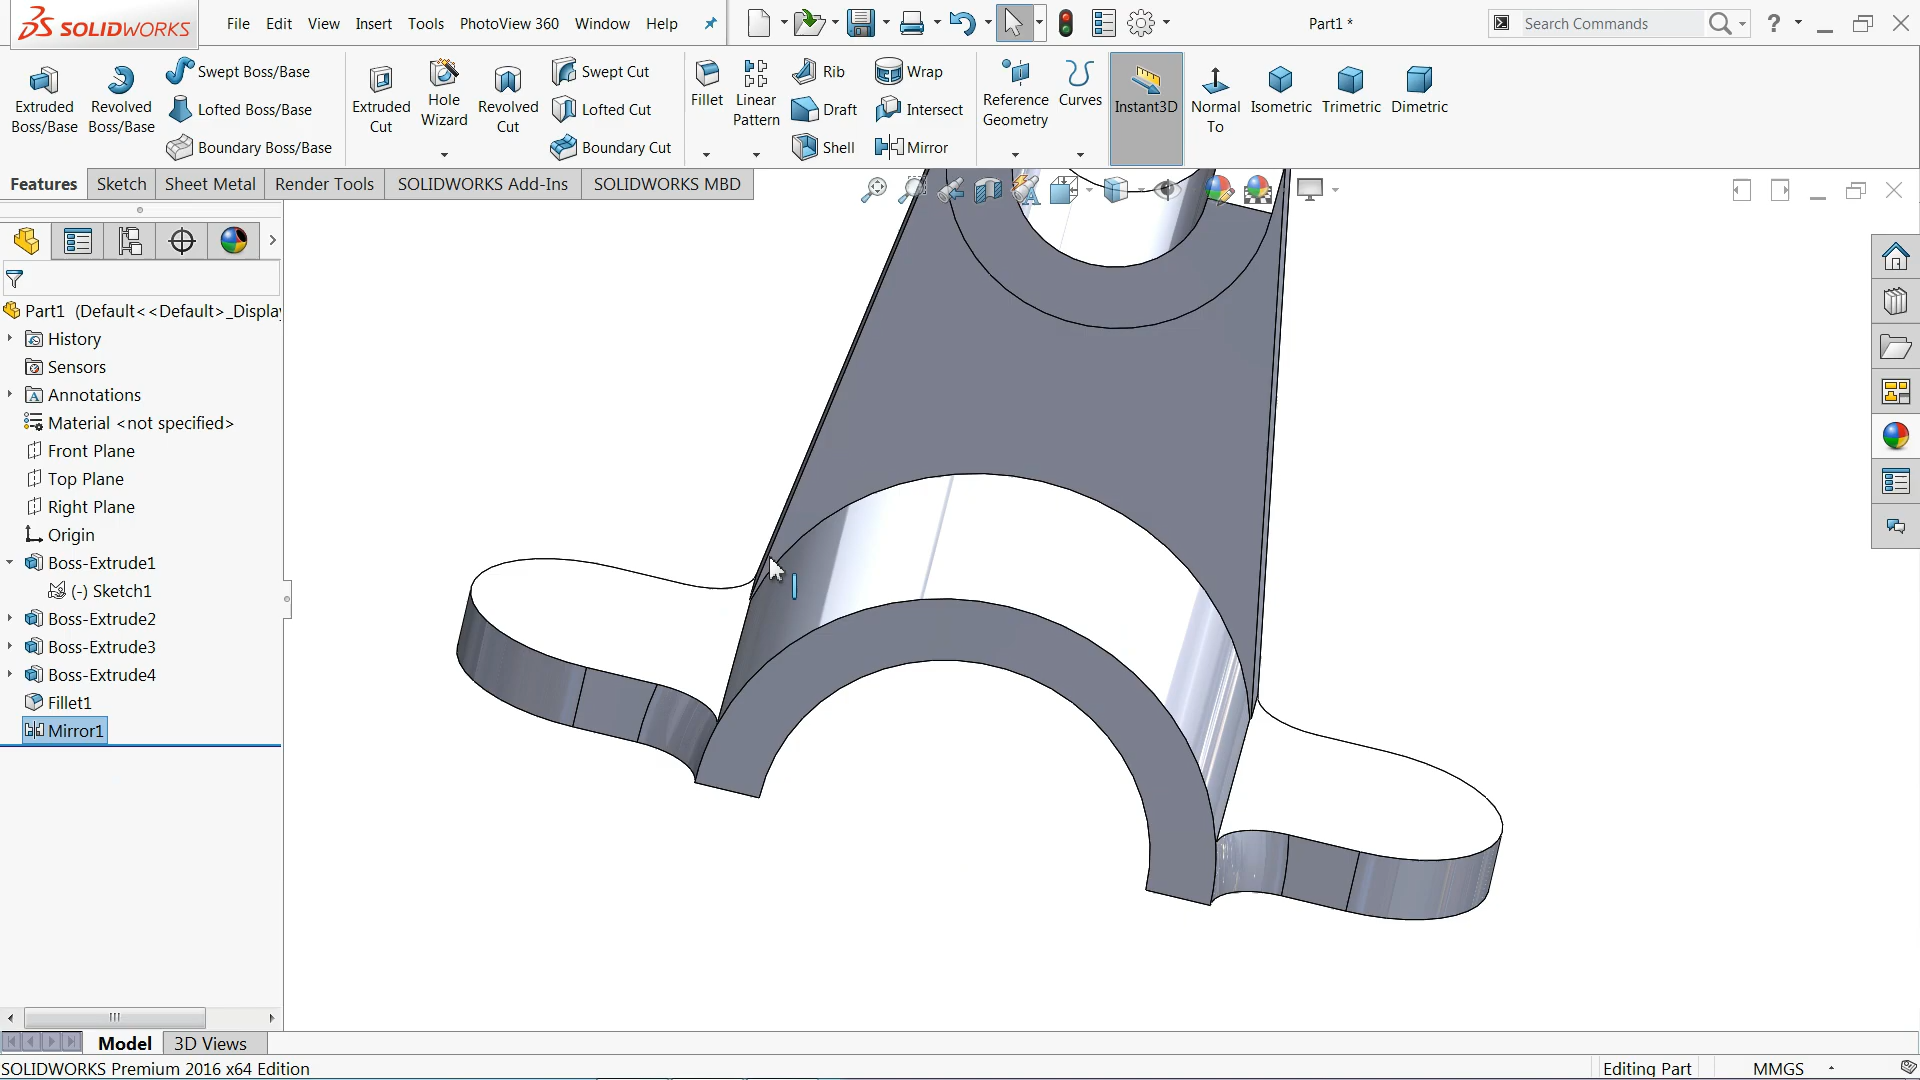 SOLIDWORKS File Edit View Insert Tools PhotoView 360 Window Help Part1 * Search Commands ?
Extruded Boss/Base
Revolved Boss/Base
Swept Boss/Base
Lofted Boss/Base
Boundary Boss/Base
Extruded Cut
Hole Wizard
Revolved Cut
Swept Cut
Lofted Cut
Boundary Cut
Fillet
Linear Pattern
Rib
Draft
Shell
Wrap
Intersect
Mirror
Reference Geometry
Curves
Instant3D
Normal To
Isometric
Trimetric
Dimetric
Features Sketch Sheet Metal Render Tools SOLIDWORKS Add-Ins SOLIDWORKS MBD
Part1 (Default<<Default>_Displa
History
Sensors
Annotations
Material <not specified>
Front Plane
Top Plane
Right Plane
Origin
Boss-Extrude1
(-) Sketch1
Boss-Extrude2
Boss-Extrude3
Boss-Extrude4
Fillet1
Mirror1
Model 3D Views
SOLIDWORKS Premium 2016 x64 Edition Editing Part MMGS